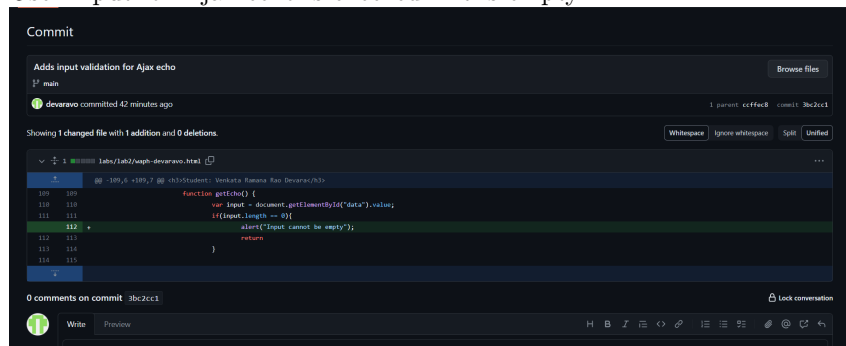 Commit
Adds input validation for Ajax echo
Browse files
main
devaravo committed 42 minutes ago
1 parent ccffec8 commit 3bc2cc1
Showing 1 changed file with 1 addition and 0 deletions.
Whitespace Ignore whitespace Split Unified
1 labs/lab2/waph-devaravo.html
@@ -109,6 +109,7 @@ <h3>Student: Venkata Ramana Rao Devara</h3>
109 109 function getEcho() {
110 110 var input = document.getElementById("data").value;
111 111 if(input.length == 0){
112 + alert("Input cannot be empty");
112 113 return
113 114 }
114 115
0 comments on commit 3bc2cc1
Lock conversation
Write Preview